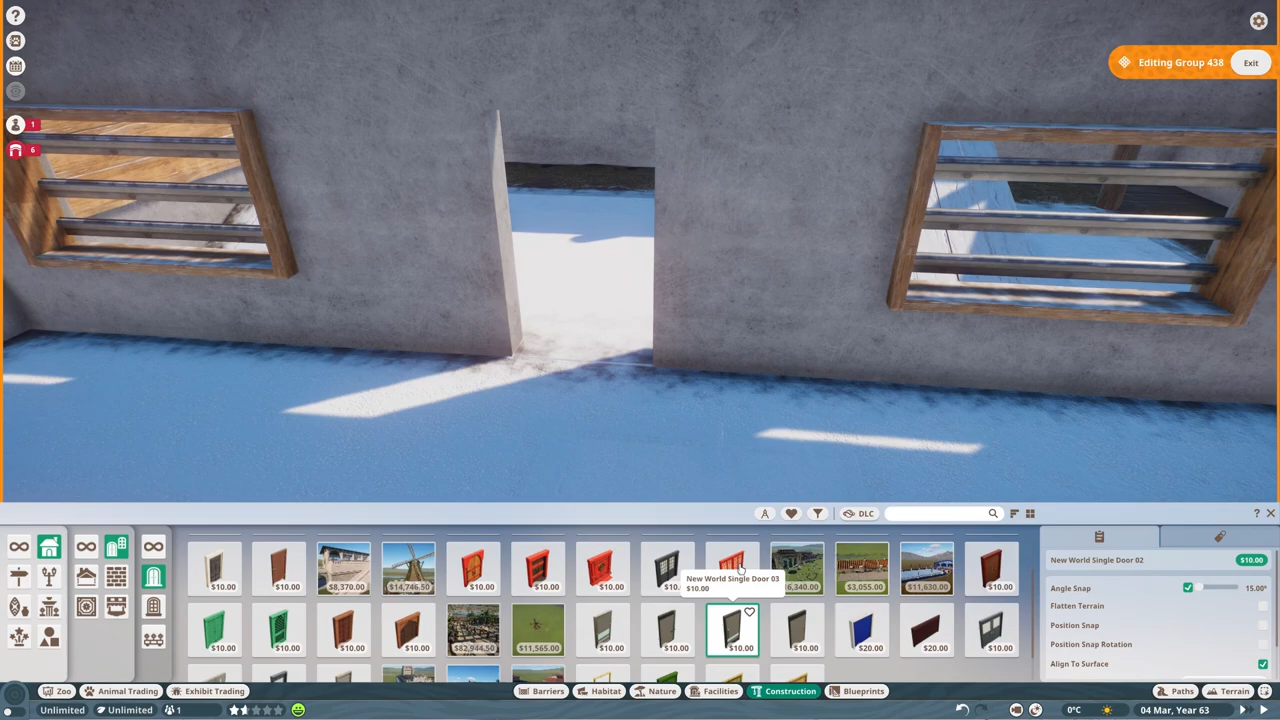 ?
Editing Group 438
Exit
1
6
DLC
?
$10.00
$10.00
$8,370.00
$14,746.50
$10.00
$10.00
$10.00
$10.
New World Single Door 03
$10.00
6,340.00
$3,055.00
$11,630.00
$10.00
$10.00
$10.00
$10.00
$10.00
$82,944.50
$11,565.00
$10.00
$10.00
$10.00
$10.00
$20.00
$20.00
$10.00
New World Single Door 02
$10.00
Angle Snap
15.00°
Flatten Terrain
Position Snap
Position Snap Rotation
Align To Surface
Zoo
Animal Trading
Exhibit Trading
Barriers
Habitat
Nature
Facilities
Construction
Blueprints
Paths
Terrain
Unlimited
Unlimited
1
0°C
04 Mar, Year 63